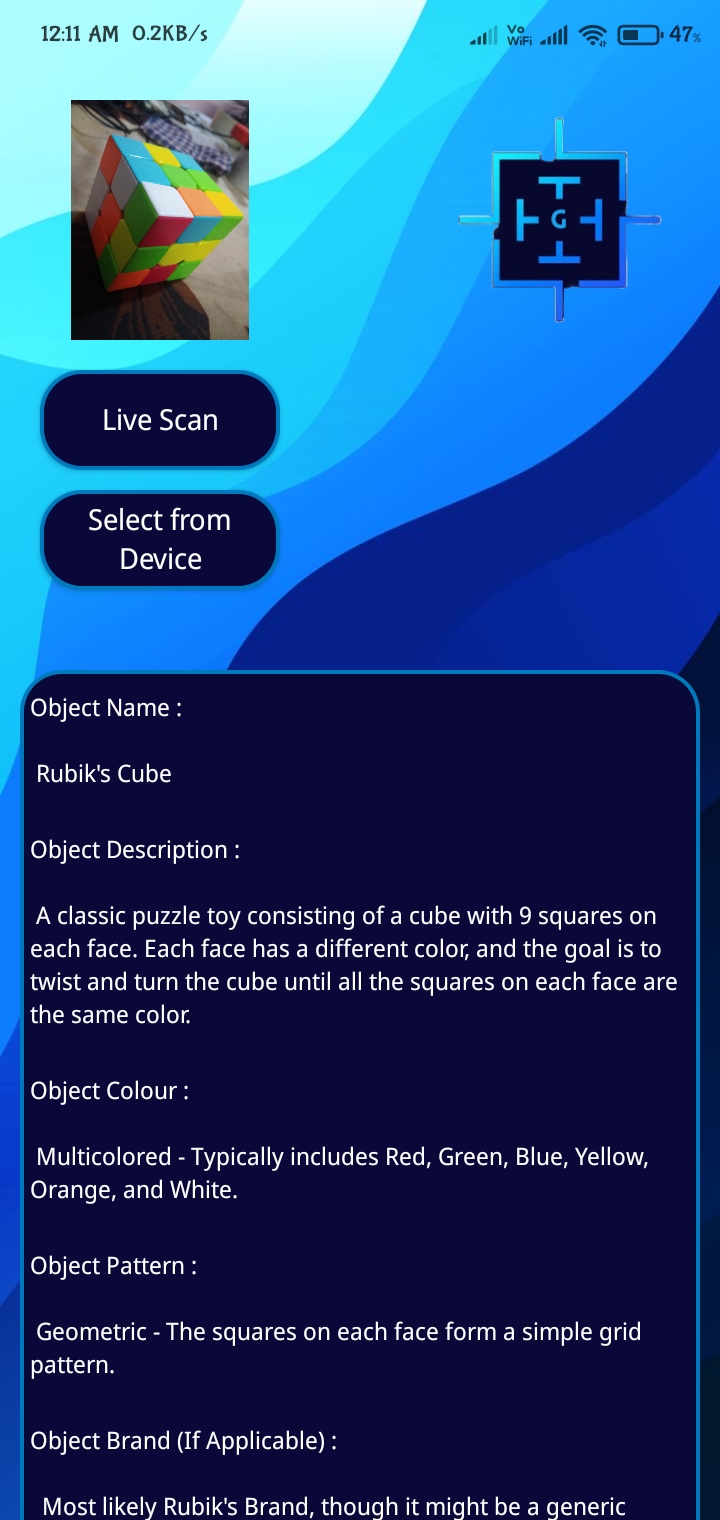 12:11 AM 0.2KB/s Vo WiFi 47%
G
Live Scan
Select from
Device
Object Name :
Rubik's Cube
Object Description :
A classic puzzle toy consisting of a cube with 9 squares on
each face. Each face has a different color, and the goal is to
twist and turn the cube until all the squares on each face are
the same color.
Object Colour :
Multicolored - Typically includes Red, Green, Blue, Yellow,
Orange, and White.
Object Pattern :
Geometric - The squares on each face form a simple grid
pattern.
Object Brand (If Applicable) :
Most likely Rubik's Brand, though it might be a generic